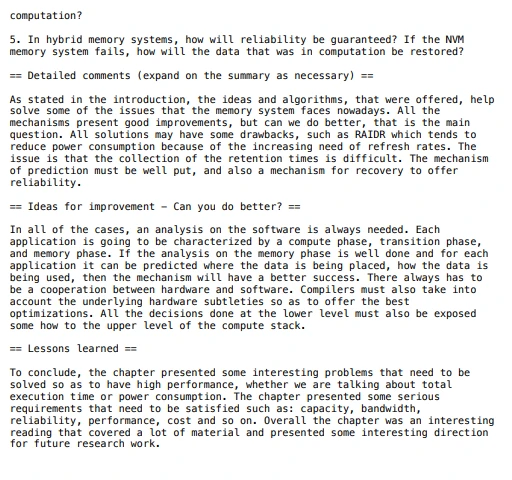 computation?
5. In hybrid memory systems, how will reliability be guaranteed? If the NVM
memory system fails, how will the data that was in computation be restored?
== Detailed comments (expand on the summary as necessary) ==
As stated in the introduction, the ideas and algorithms, that were offered, help
solve some of the issues that the memory system faces nowadays. All the
mechanisms present good improvements, but can we do better, that is the main
question. All solutions may have some drawbacks, such as RAIDR which tends to
reduce power consumption because of the increasing need of refresh rates. The
issue is that the collection of the retention times is difficult. The mechanism
of prediction must be well put, and also a mechanism for recovery to offer
reliability.
== Ideas for improvement – Can you do better? ==
In all of the cases, an analysis on the software is always needed. Each
application is going to be characterized by a compute phase, transition phase,
and memory phase. If the analysis on the memory phase is well done and for each
application it can be predicted where the data is being placed, how the data is
being used, then the mechanism will have a better success. There always has to
be a cooperation between hardware and software. Compilers must also take into
account the underlying hardware subtleties so as to offer the best
optimizations. All the decisions done at the lower level must also be exposed
some how to the upper level of the compute stack.
== Lessons learned ==
To conclude, the chapter presented some interesting problems that need to be
solved so as to have high performance, whether we are talking about total
execution time or power consumption. The chapter presented some serious
requirements that need to be satisfied such as: capacity, bandwidth,
reliability, performance, cost and so on. Overall the chapter was an interesting
reading that covered a lot of material and presented some interesting direction
for future research work.